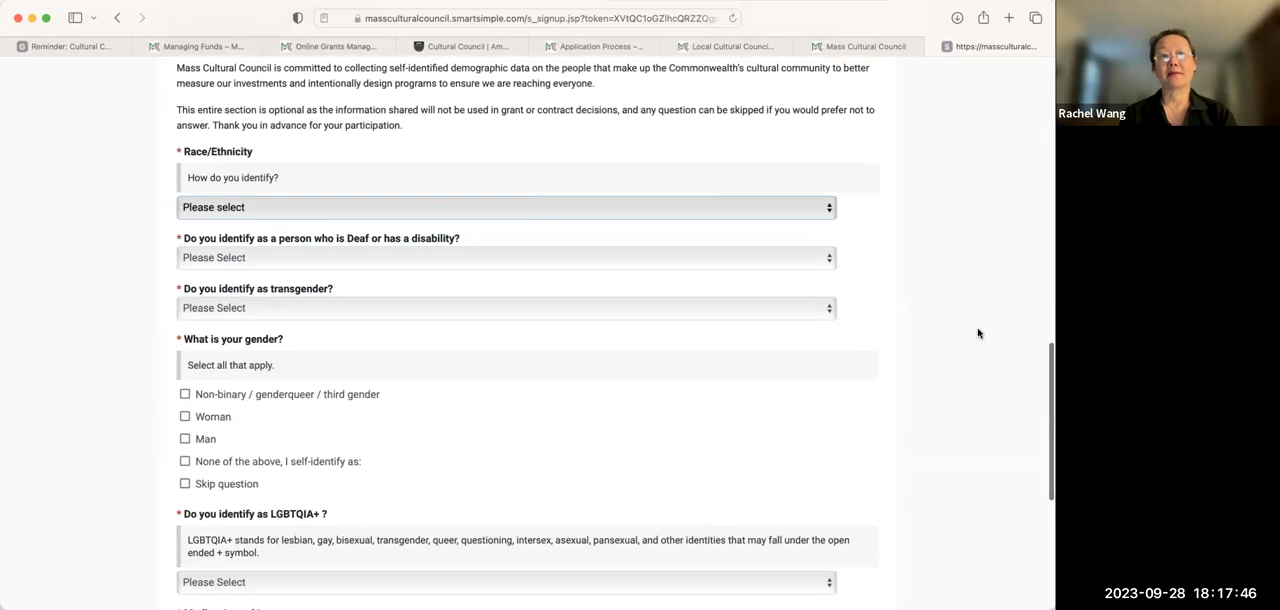 massculturalcouncil.smartsimple.com/s_signup.jsp?token=XVtQC1oGZlhcQRZZQg
Reminder: Cultural C...
Managing Funds – M...
Online Grants Manag...
Cultural Council | Am...
Application Process –...
Local Cultural Counci...
Mass Cultural Council
https://massculturalc...
Mass Cultural Council is committed to collecting self-identified demographic data on the people that make up the Commonwealth's cultural community to better
measure our investments and intentionally design programs to ensure we are reaching everyone.
This entire section is optional as the information shared will not be used in grant or contract decisions, and any question can be skipped if you would prefer not to
answer. Thank you in advance for your participation.
* Race/Ethnicity
How do you identify?
Please select
* Do you identify as a person who is Deaf or has a disability?
Please Select
* Do you identify as transgender?
Please Select
* What is your gender?
Select all that apply.
Non-binary / genderqueer / third gender
Woman
Man
None of the above, I self-identify as:
Skip question
* Do you identify as LGBTQIA+ ?
LGBTQIA+ stands for lesbian, gay, bisexual, transgender, queer, questioning, intersex, asexual, pansexual, and other identities that may fall under the open
ended + symbol.
Please Select
Rachel Wang
2023-09-28 18:17:46